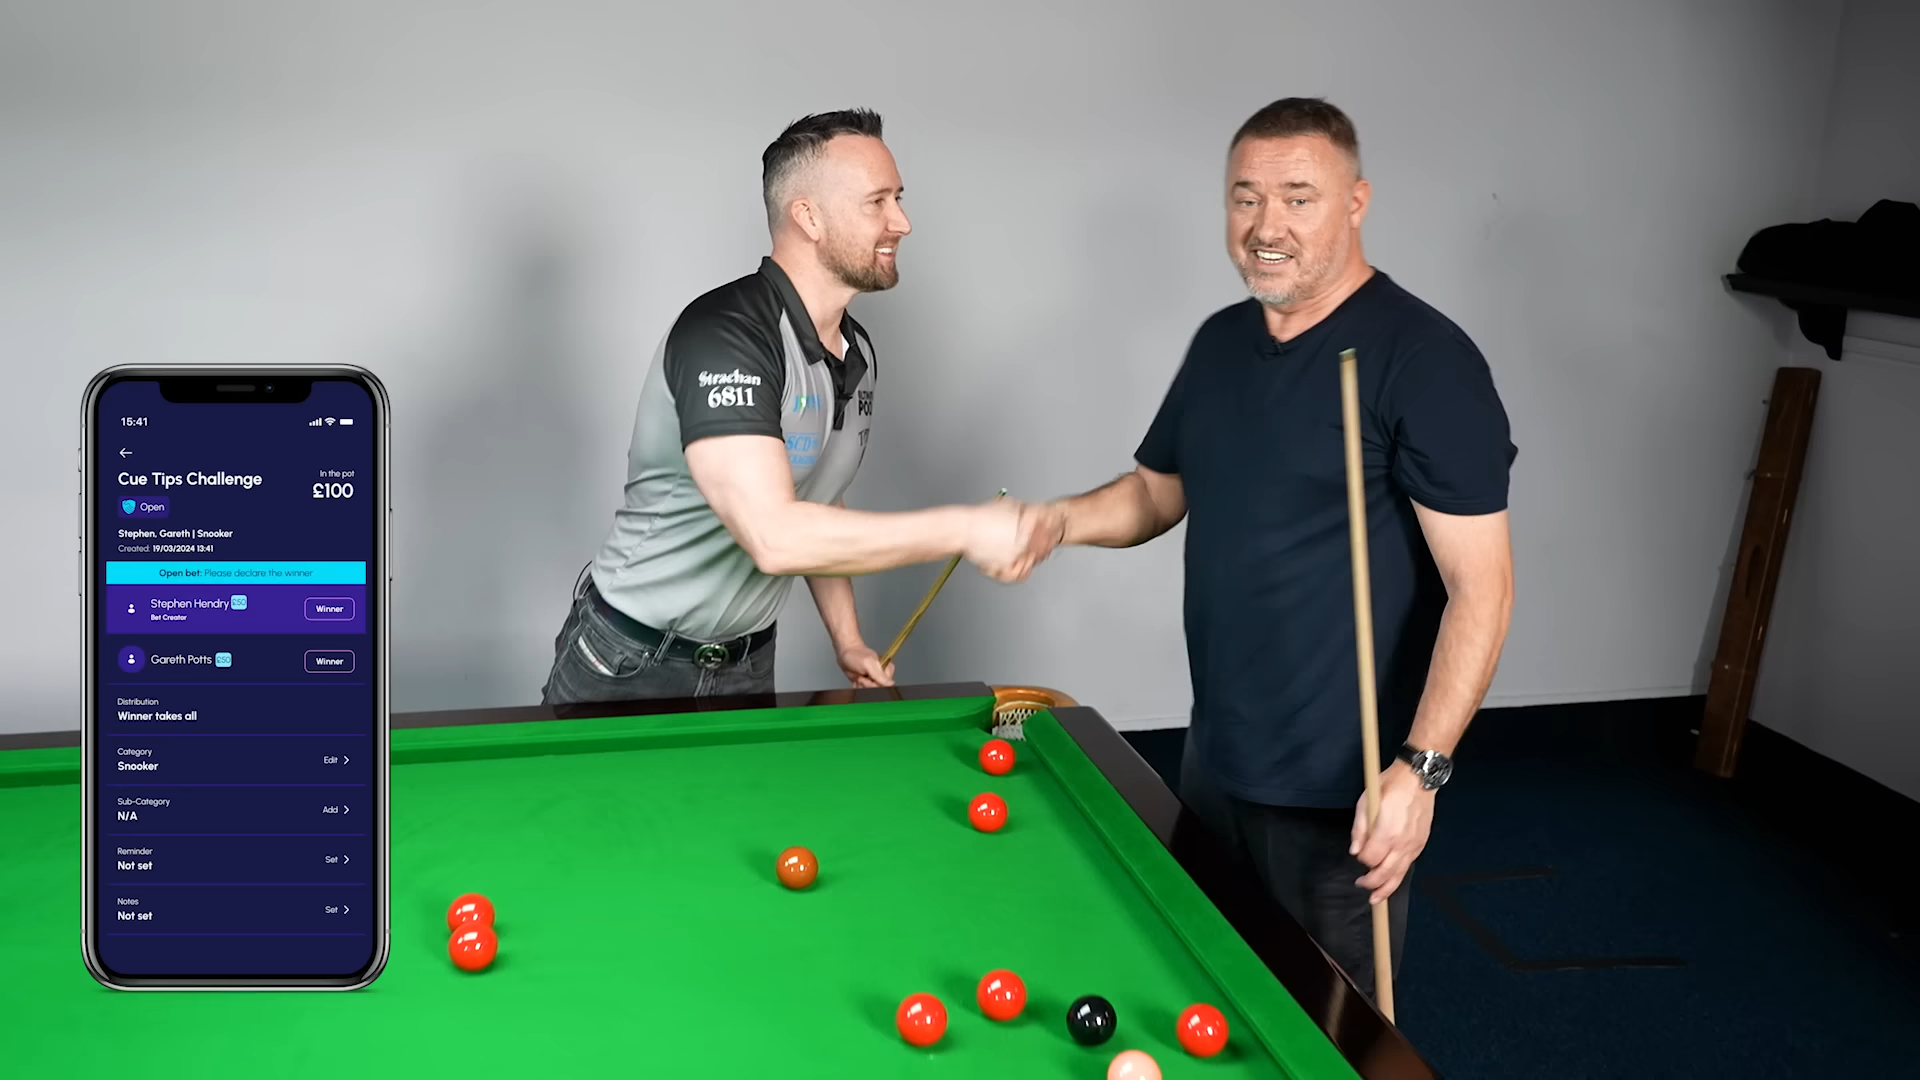 15:41
Cue Tips Challenge
In the pot
£100
Open
Stephen, Gareth | Snooker
Created: 19/03/2024 13:41
Open bet: Please declare the winner
Stephen Hendry £50
Bet Creator
Winner
Gareth Potts £50
Winner
Distribution
Winner takes all
Category
Snooker
Edit
Sub-Category
N/A
Add
Reminder
Not set
Set
Notes
Not set
Set
Strachan
6811